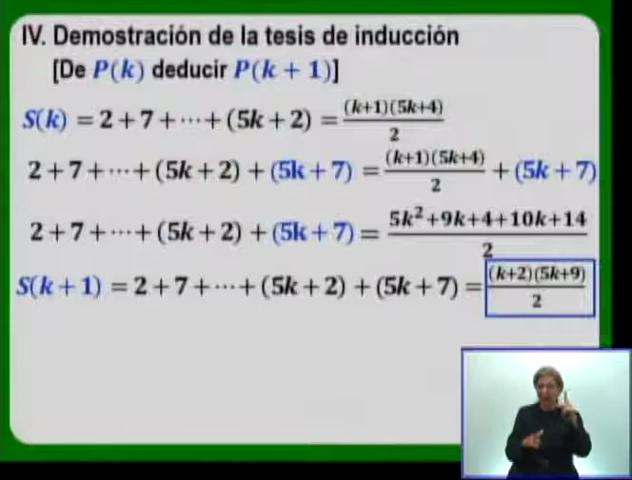 IV. Demostración de la tesis de inducción
[De P(k) deducir P(k + 1)]
S(k) = 2 + 7 + ⋯ + (5k + 2) = (k+1)(5k+4)/2
2 + 7 + ⋯ + (5k + 2) + (5k + 7) = (k+1)(5k+4)/2 + (5k + 7)
2 + 7 + ⋯ + (5k + 2) + (5k + 7) = 5k²+9k+4+10k+14/2
S(k + 1) = 2 + 7 + ⋯ + (5k + 2) + (5k + 7) = (k+2)(5k+9)/2